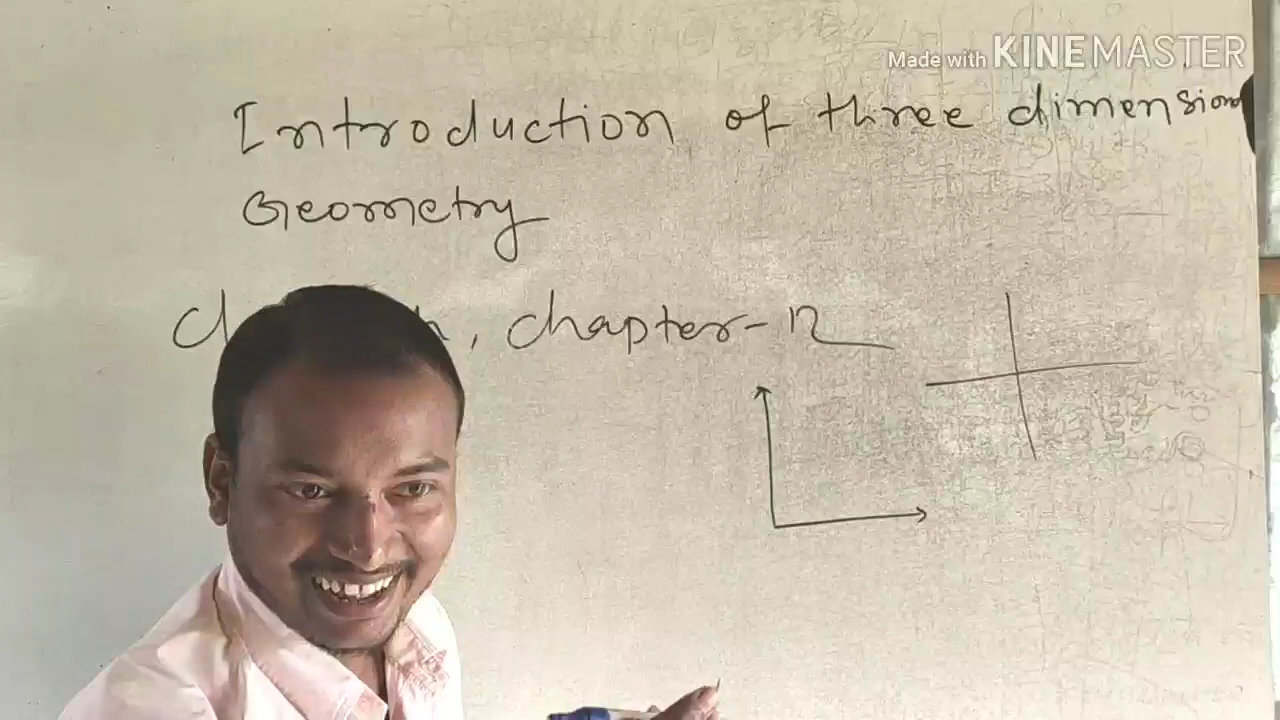 Made with KINEMASTER
Introduction of three dimension
Geometry
, chapter-12